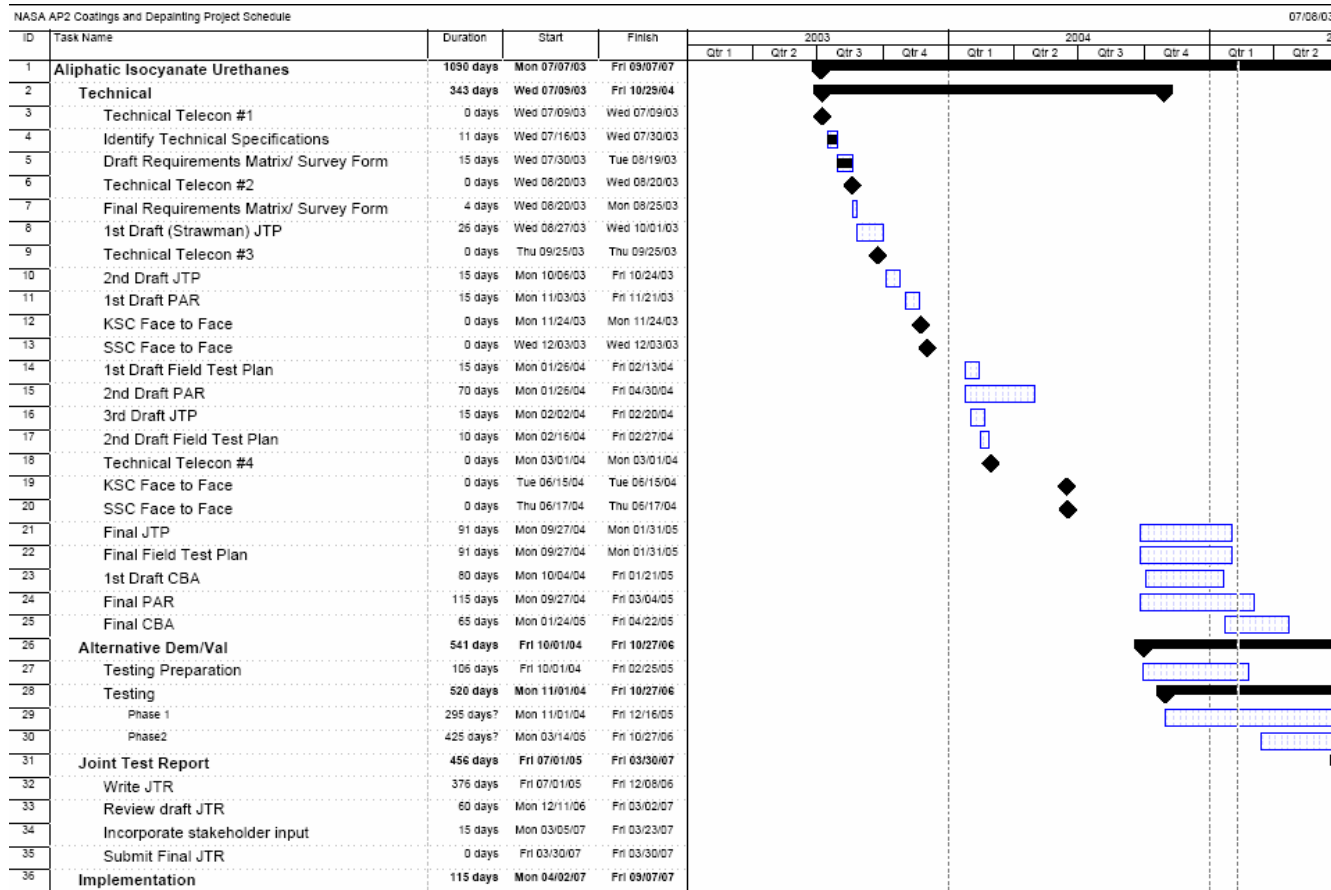 NASA AP2 Coatings and Depainting Project Schedule 07/08/03
ID Task Name Duration Start Finish 2003 2004 2
Qtr 1 Qtr 2 Qtr 3 Qtr 4 Qtr 1 Qtr 2 Qtr 3 Qtr 4 Qtr 1 Qtr 2
1 Aliphatic Isocyanate Urethanes 1090 days Mon 07/07/03 Fri 09/07/07
2 Technical 343 days Wed 07/09/03 Fri 10/29/04
3 Technical Telecon #1 0 days Wed 07/09/03 Wed 07/09/03
4 Identify Technical Specifications 11 days Wed 07/16/03 Wed 07/30/03
5 Draft Requirements Matrix/ Survey Form 15 days Wed 07/30/03 Tue 08/19/03
6 Technical Telecon #2 0 days Wed 08/20/03 Wed 08/20/03
7 Final Requirements Matrix/ Survey Form 4 days Wed 08/20/03 Mon 08/25/03
8 1st Draft (Strawman) JTP 26 days Wed 08/27/03 Wed 10/01/03
9 Technical Telecon #3 0 days Thu 09/25/03 Thu 09/25/03
10 2nd Draft JTP 15 days Mon 10/06/03 Fri 10/24/03
11 1st Draft PAR 15 days Mon 11/03/03 Fri 11/21/03
12 KSC Face to Face 0 days Mon 11/24/03 Mon 11/24/03
13 SSC Face to Face 0 days Wed 12/03/03 Wed 12/03/03
14 1st Draft Field Test Plan 15 days Mon 01/26/04 Fri 02/13/04
15 2nd Draft PAR 70 days Mon 01/26/04 Fri 04/30/04
16 3rd Draft JTP 15 days Mon 02/02/04 Fri 02/20/04
17 2nd Draft Field Test Plan 10 days Mon 02/16/04 Fri 02/27/04
18 Technical Telecon #4 0 days Mon 03/01/04 Mon 03/01/04
19 KSC Face to Face 0 days Tue 06/15/04 Tue 06/15/04
20 SSC Face to Face 0 days Thu 06/17/04 Thu 06/17/04
21 Final JTP 91 days Mon 09/27/04 Mon 01/31/05
22 Final Field Test Plan 91 days Mon 09/27/04 Mon 01/31/05
23 1st Draft CBA 80 days Mon 10/04/04 Fri 01/21/05
24 Final PAR 115 days Mon 09/27/04 Fri 03/04/05
25 Final CBA 65 days Mon 01/24/05 Fri 04/22/05
26 Alternative Dem/Val 541 days Fri 10/01/04 Fri 10/27/06
27 Testing Preparation 106 days Fri 10/01/04 Fri 02/25/05
28 Testing 520 days Mon 11/01/04 Fri 10/27/06
29 Phase 1 295 days? Mon 11/01/04 Fri 12/16/05
30 Phase2 425 days? Mon 03/14/05 Fri 10/27/06
31 Joint Test Report 456 days Fri 07/01/05 Fri 03/30/07
32 Write JTR 376 days Fri 07/01/05 Fri 12/08/06
33 Review draft JTR 60 days Mon 12/11/06 Fri 03/02/07
34 Incorporate stakeholder input 15 days Mon 03/05/07 Fri 03/23/07
35 Submit Final JTR 0 days Fri 03/30/07 Fri 03/30/07
36 Implementation 115 days Mon 04/02/07 Fri 09/07/07